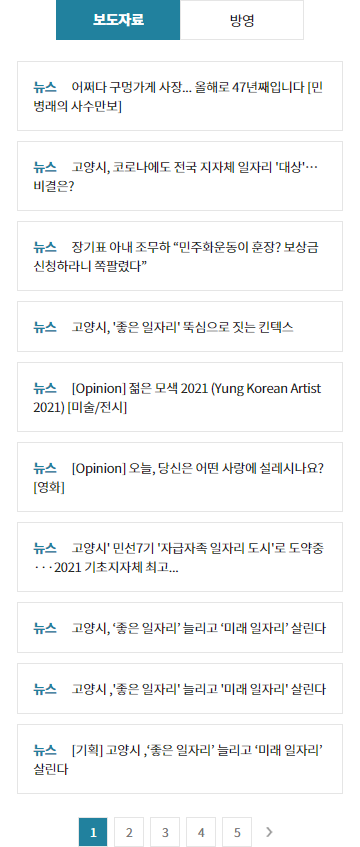 보도자료
방영
뉴스 어쩌다 구멍가게 사장... 올해로 47년째입니다 [민
병래의 사수만보]
뉴스 고양시, 코로나에도 전국 지자체 일자리 '대상'…
비결은?
뉴스 장기표 아내 조무하 “민주화운동이 훈장? 보상금
신청하라니 쪽팔렸다”
뉴스 고양시, '좋은 일자리' 뚝심으로 짓는 킨텍스
뉴스 [Opinion] 젊은 모색 2021 (Yung Korean Artist
2021) [미술/전시]
뉴스 [Opinion] 오늘, 당신은 어떤 사랑에 설레시나요?
[영화]
뉴스 고양시' 민선7기 '자급자족 일자리 도시'로 도약중
···2021 기초지자체 최고...
뉴스 고양시, ‘좋은 일자리’ 늘리고 ‘미래 일자리’ 살린다
뉴스 고양시 ,'좋은 일자리' 늘리고 '미래 일자리' 살린다
뉴스 [기획] 고양시 ,‘좋은 일자리’ 늘리고 ‘미래 일자리’
살린다
1 2 3 4 5 >